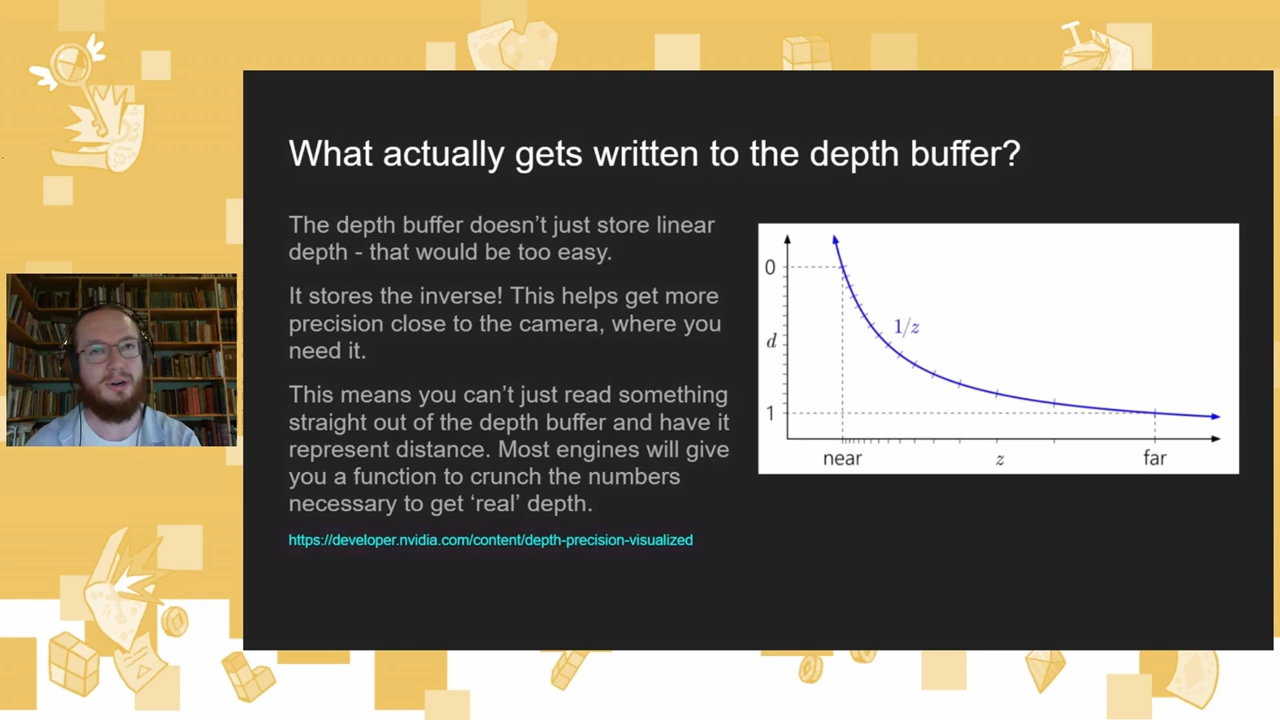 What actually gets written to the depth buffer?
The depth buffer doesn't just store linear
depth - that would be too easy.
It stores the inverse! This helps get more
precision close to the camera, where you
need it.
This means you can't just read something
straight out of the depth buffer and have it
represent distance. Most engines will give
you a function to crunch the numbers
necessary to get ‘real’ depth.
https://developer.nvidia.com/content/depth-precision-visualized
0
1/z
d
1
near
z
far